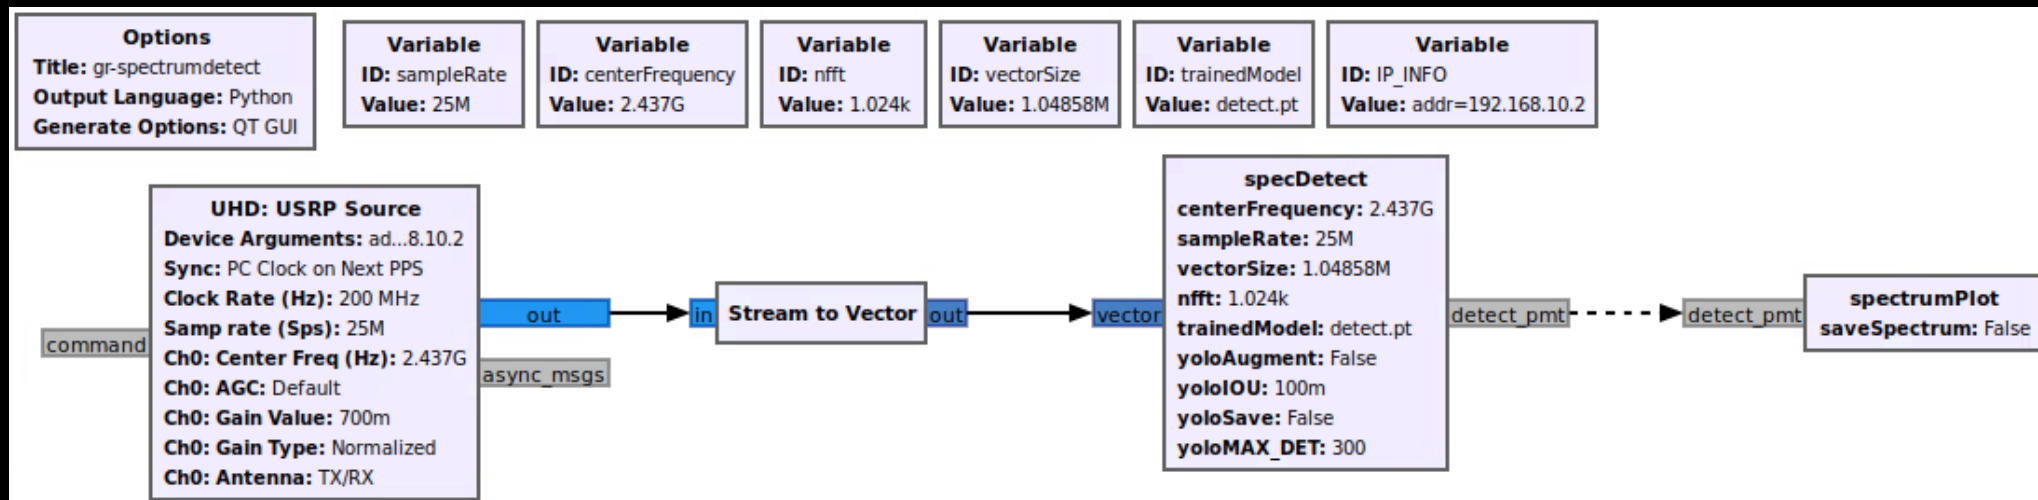 Options
Title: gr-spectrumdetect
Output Language: Python
Generate Options: QT GUI
Variable
ID: sampleRate
Value: 25M
Variable
ID: centerFrequency
Value: 2.437G
Variable
ID: nfft
Value: 1.024k
Variable
ID: vectorSize
Value: 1.04858M
Variable
ID: trainedModel
Value: detect.pt
Variable
ID: IP_INFO
Value: addr=192.168.10.2
command
UHD: USRP Source
Device Arguments: ad...8.10.2
Sync: PC Clock on Next PPS
Clock Rate (Hz): 200 MHz
Samp rate (Sps): 25M
Ch0: Center Freq (Hz): 2.437G
Ch0: AGC: Default
Ch0: Gain Value: 700m
Ch0: Gain Type: Normalized
Ch0: Antenna: TX/RX
out
async_msgs
in
Stream to Vector
out
vector
specDetect
centerFrequency: 2.437G
sampleRate: 25M
vectorSize: 1.04858M
nfft: 1.024k
trainedModel: detect.pt
yoloAugment: False
yoloIOU: 100m
yoloSave: False
yoloMAX_DET: 300
detect_pmt
detect_pmt
spectrumPlot
saveSpectrum: False